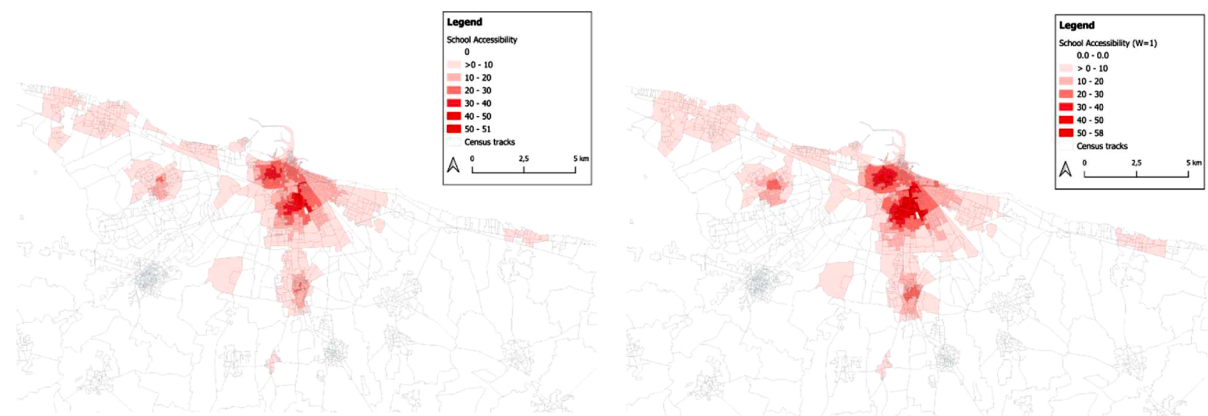 Legend
School Accessibility
0
>0 - 10
10 - 20
20 - 30
30 - 40
40 - 50
50 - 51
Census tracks
0 2,5 5 km
Legend
School Accessibility (W=1)
0.0 - 0.0
> 0 - 10
10 - 20
20 - 30
30 - 40
40 - 50
50 - 58
Census tracks
0 2,5 5 km